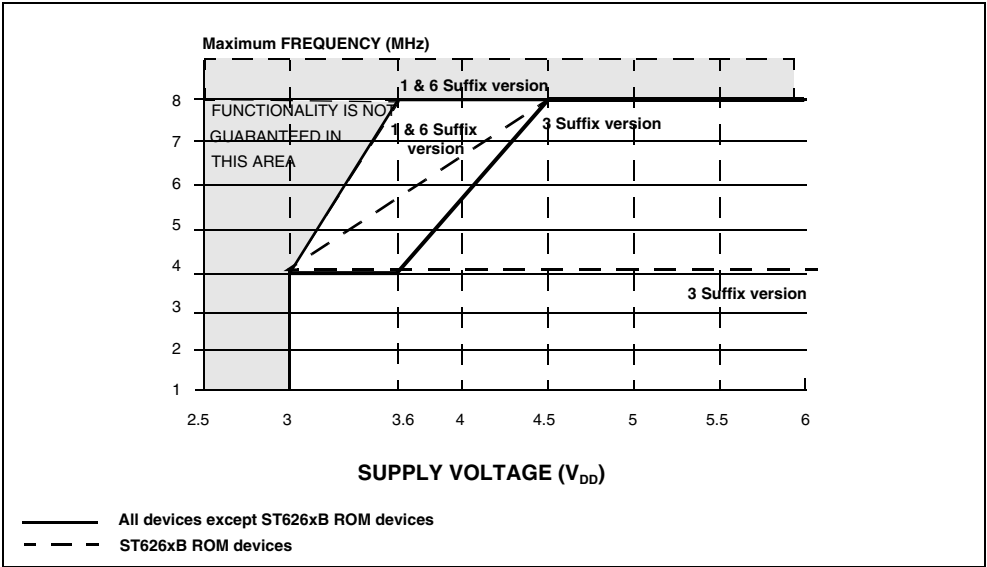 Maximum FREQUENCY (MHz)
1 & 6 Suffix version
8
FUNCTIONALITY IS NOT
GUARANTEED IN
THIS AREA
1 & 6 Suffix
version
3 Suffix version
7
6
5
4
3 Suffix version
3
2
1
2.5 3 3.6 4 4.5 5 5.5 6
SUPPLY VOLTAGE (VDD)
All devices except ST626xB ROM devices
ST626xB ROM devices